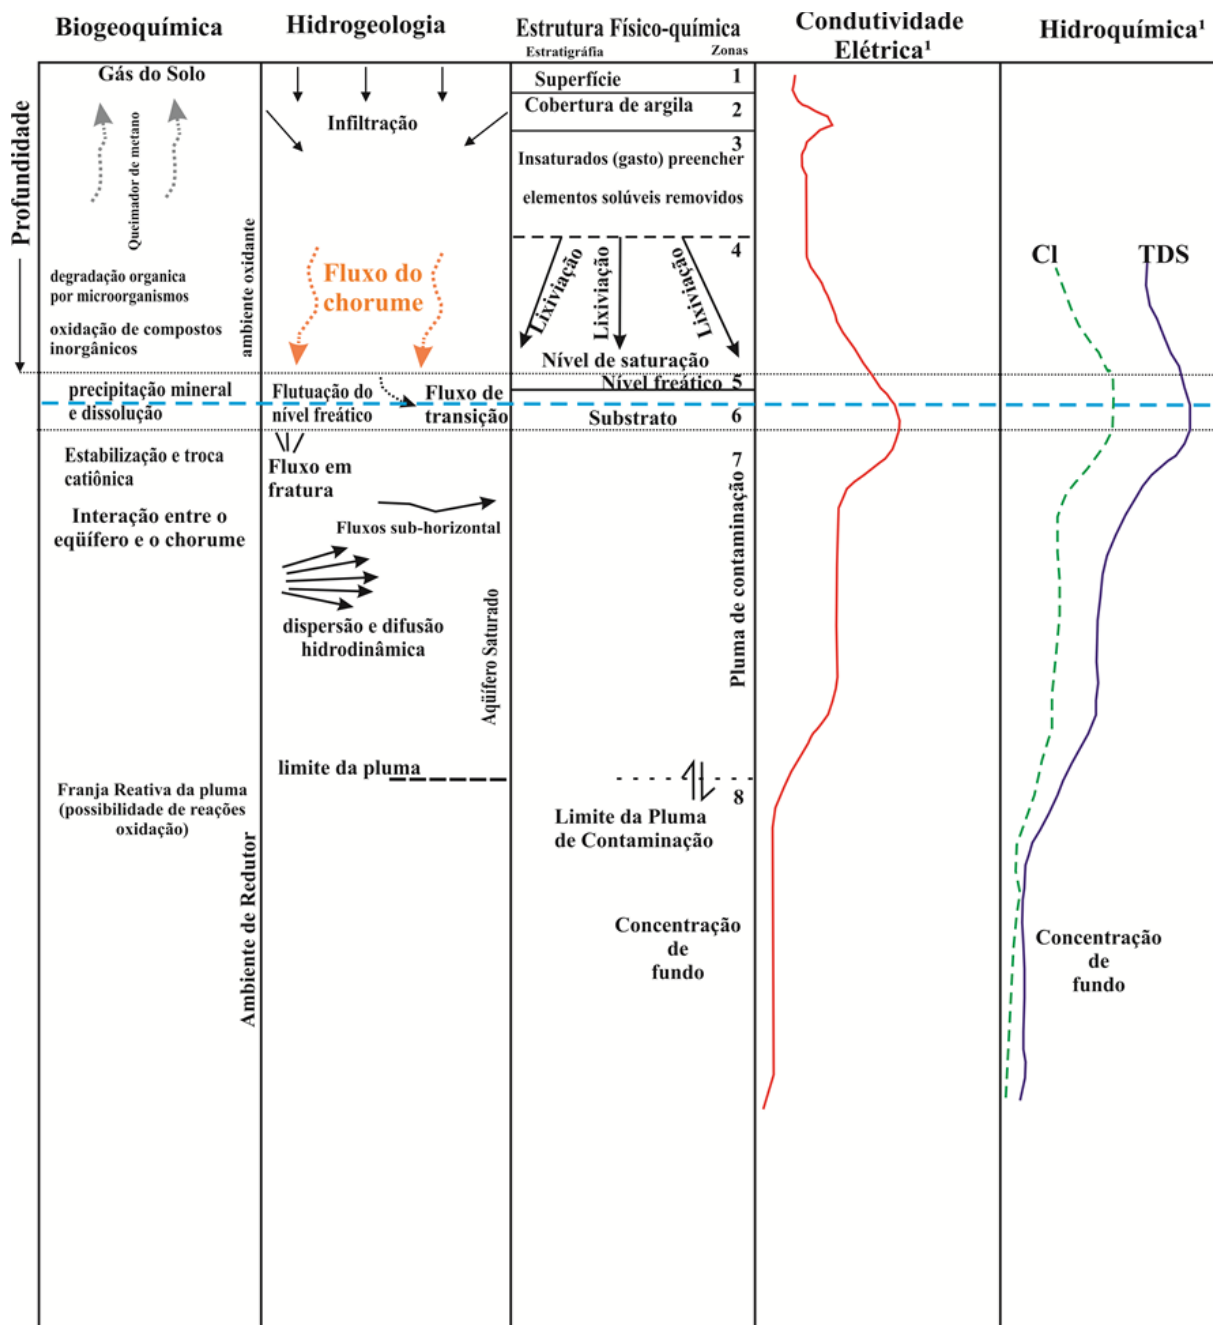 Biogeoquímica
Hidrogeologia
Estrutura Físico-química
Estratigráfia
Zonas
Condutividade
Elétrica¹
Hidroquímica¹
Profundidade
Gás do Solo
Queimador de metano
degradação organica
por microorganismos
oxidação de compostos
inorgânicos
ambiente oxidante
precipitação mineral
e dissolução
Estabilização e troca
catiônica
Interação entre o
eqüífero e o chorume
Franja Reativa da pluma
(possibilidade de reações
oxidação)
Ambiente de Redutor
Infiltração
Fluxo do
chorume
Flutuação do
nível freático
Fluxo de
transição
Fluxo em
fratura
Fluxos sub-horizontal
dispersão e difusão
hidrodinâmica
Aqüífero Saturado
limite da pluma
Superfície
1
Cobertura de argila
2
3
Insaturados (gasto) preencher
elementos solúveis removidos
4
Lixiviação
Lixiviação
Lixiviação
Nível de saturação
Nível freático
5
Substrato
6
7
Pluma de contaminação
8
Limite da Pluma
de Contaminação
Concentração
de
fundo
Cl
TDS
Concentração
de
fundo